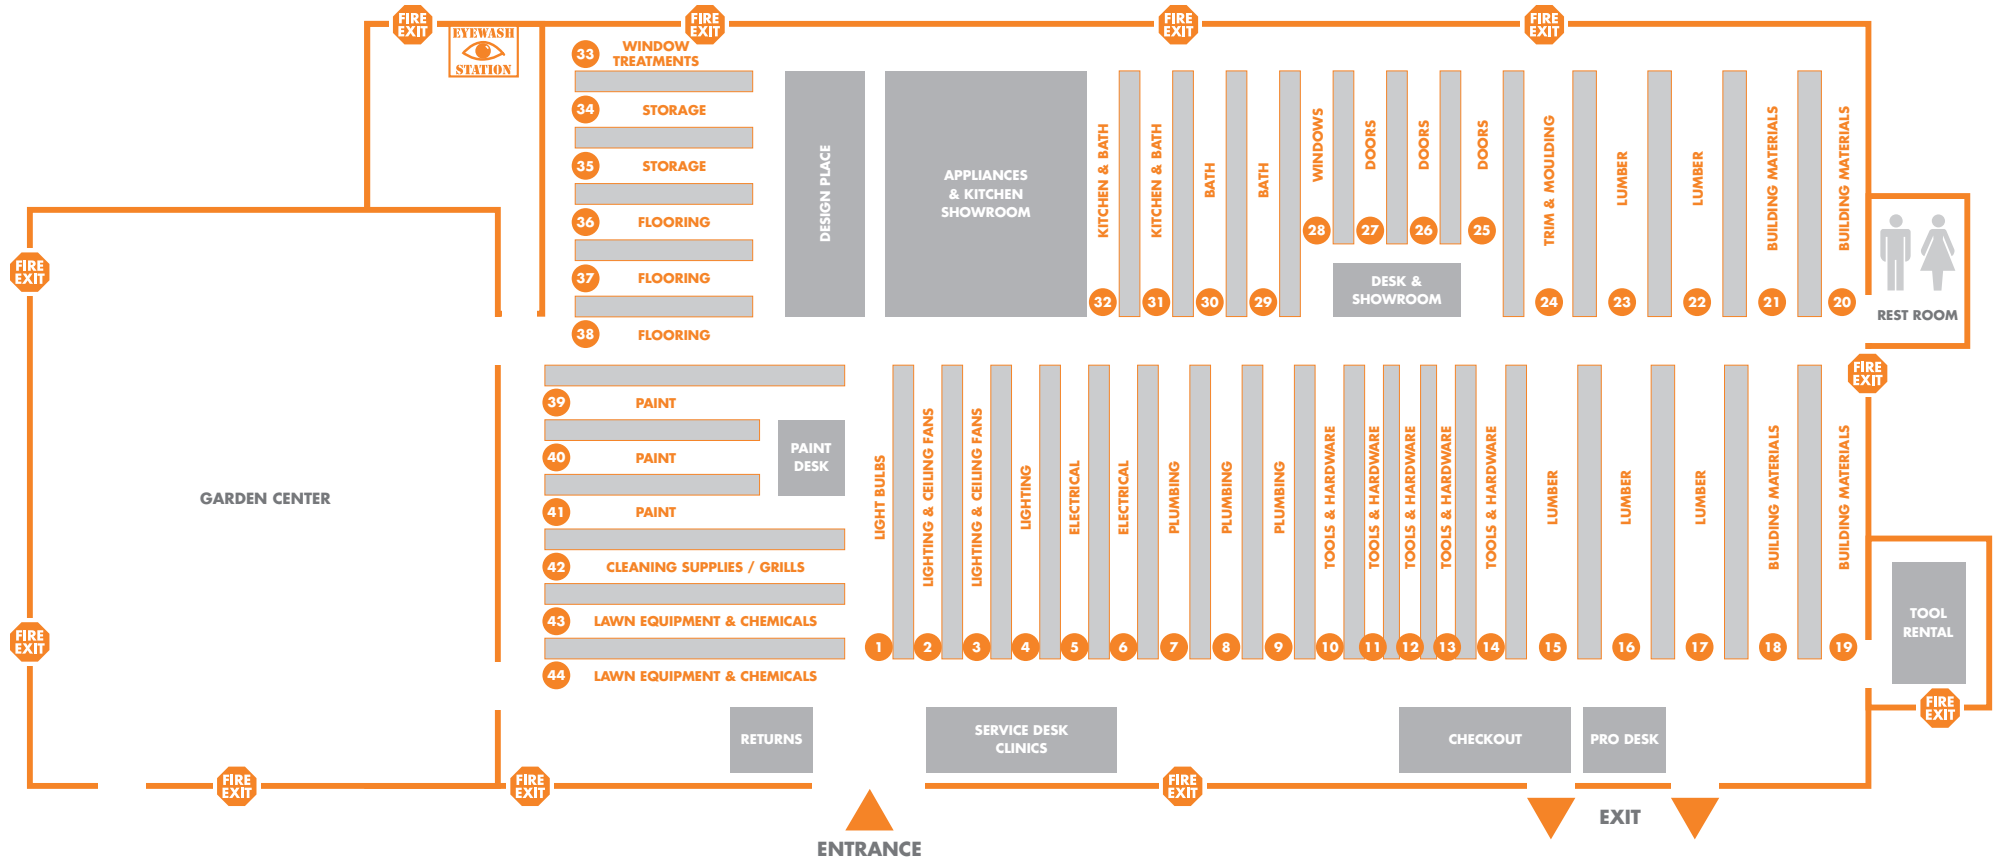 FIRE
EXIT
FIRE
EXIT
FIRE
EXIT
FIRE
EXIT
EYEWASH
STATION
33
WINDOW
TREATMENTS
34
STORAGE
35
STORAGE
36
FLOORING
37
FLOORING
38
FLOORING
DESIGN PLACE
APPLIANCES
& KITCHEN
SHOWROOM
KITCHEN & BATH
32
KITCHEN & BATH
31
BATH
30
BATH
29
WINDOWS
28
DOORS
27
DOORS
26
DOORS
25
DESK &
SHOWROOM
TRIM & MOULDING
24
LUMBER
23
LUMBER
22
BUILDING MATERIALS
21
BUILDING MATERIALS
20
REST ROOM
FIRE
EXIT
FIRE
EXIT
GARDEN CENTER
FIRE
EXIT
39
PAINT
40
PAINT
41
PAINT
PAINT
DESK
42
CLEANING SUPPLIES / GRILLS
43
LAWN EQUIPMENT & CHEMICALS
44
LAWN EQUIPMENT & CHEMICALS
LIGHT BULBS
1
LIGHTING & CEILING FANS
2
LIGHTING & CEILING FANS
3
LIGHTING
4
ELECTRICAL
5
ELECTRICAL
6
PLUMBING
7
PLUMBING
8
PLUMBING
9
TOOLS & HARDWARE
10
TOOLS & HARDWARE
11
TOOLS & HARDWARE
12
TOOLS & HARDWARE
13
TOOLS & HARDWARE
14
LUMBER
15
LUMBER
16
LUMBER
17
BUILDING MATERIALS
18
BUILDING MATERIALS
19
TOOL
RENTAL
FIRE
EXIT
RETURNS
SERVICE DESK
CLINICS
CHECKOUT
PRO DESK
FIRE
EXIT
FIRE
EXIT
FIRE
EXIT
ENTRANCE
EXIT